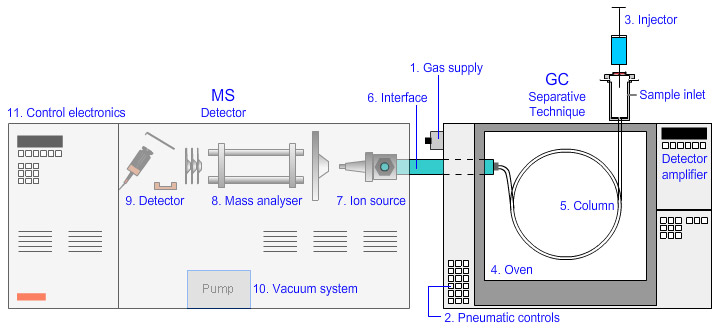 3. Injector
1. Gas supply
GC
MS
6. Interface
Separative
Technique
Sample inlet
11. Control electronics
Detector
Detector
amplifier
9. Detector
8. Mass analyser
7. Ion source
5. Column
4. Oven
Pump
10. Vacuum system
2. Pneumatic controls